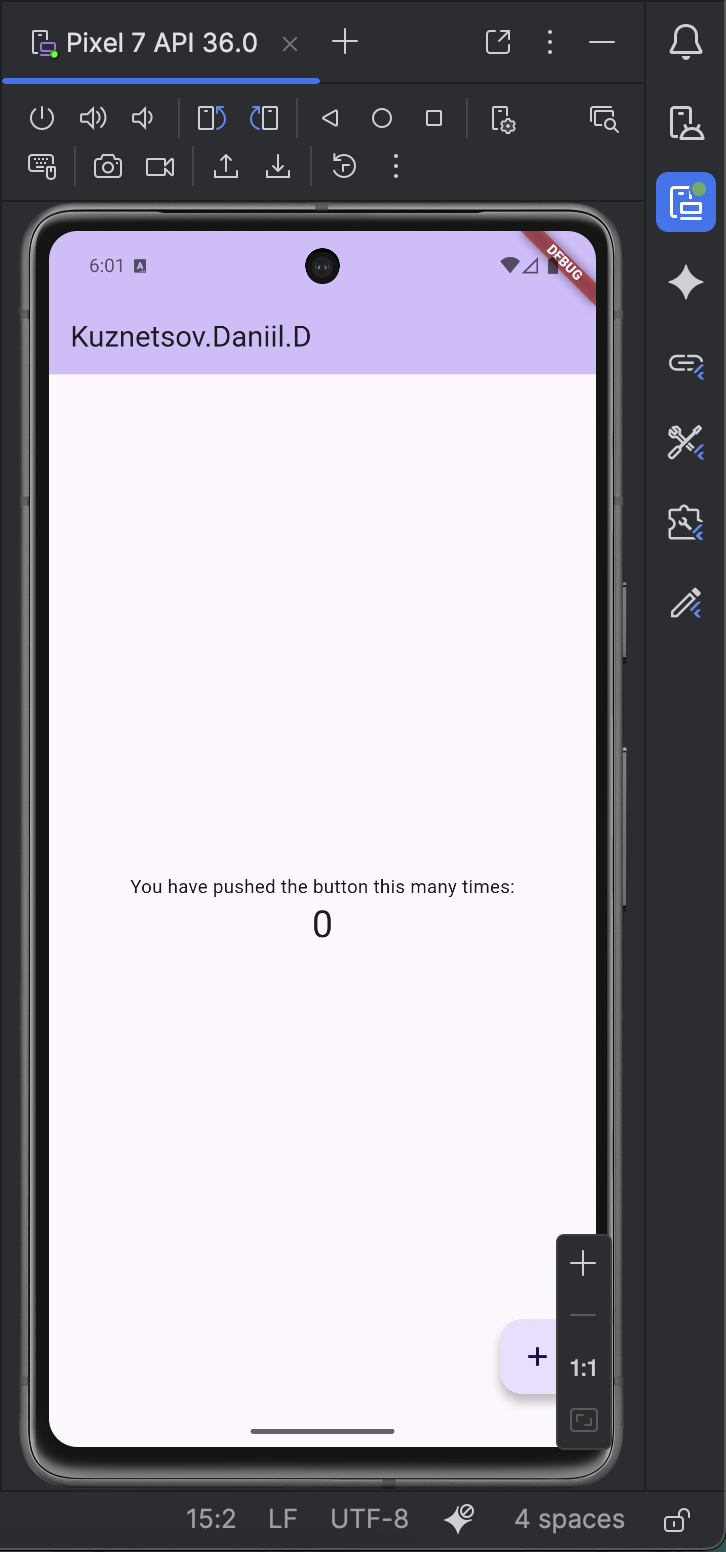 Pixel 7 API 36.0
6:01 A
DEBUG
Kuznetsov.Daniil.D
You have pushed the button this many times:
0
+
1:1
15:2 LF UTF-8 4 spaces